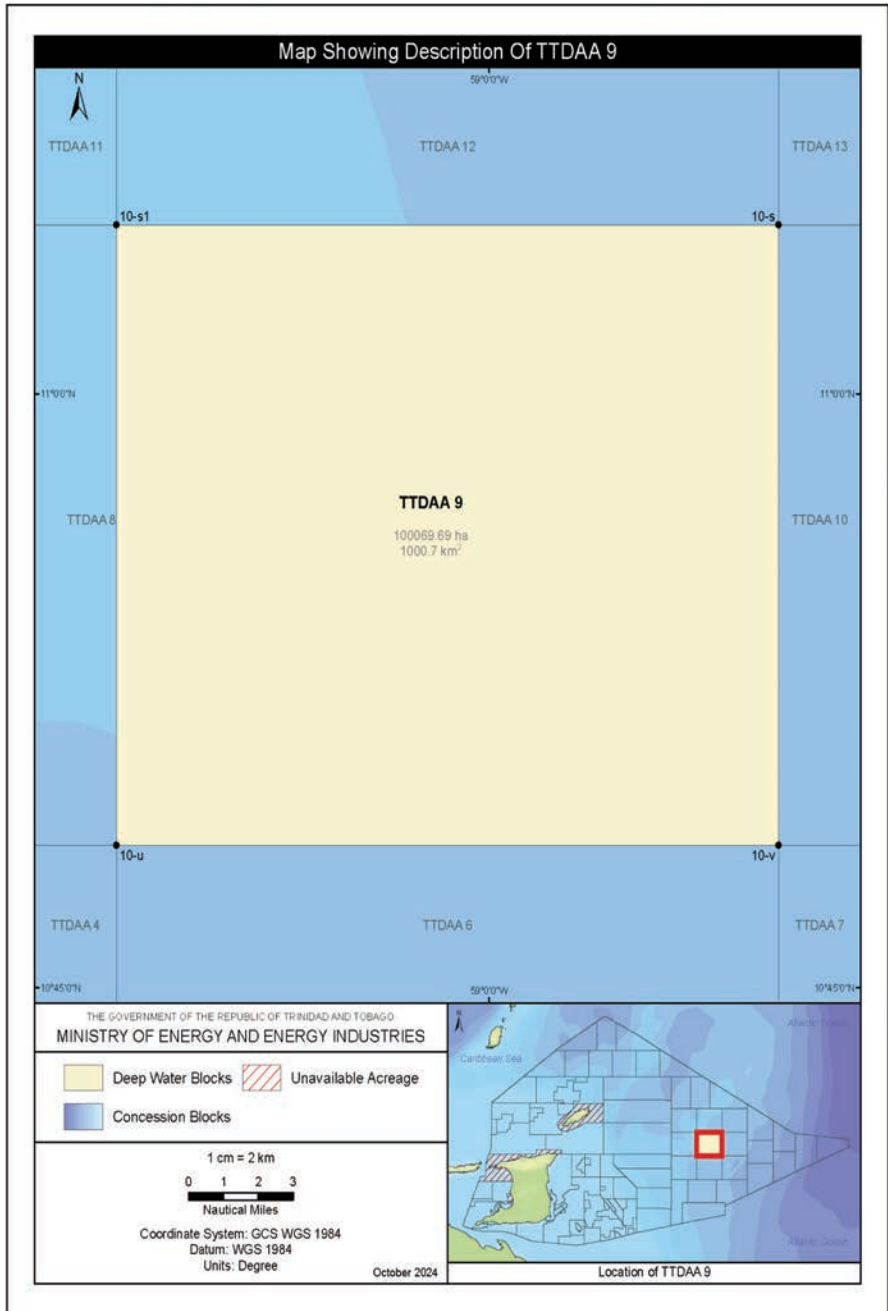 Map Showing Description Of TTDAA 9
N
59°0'0"W
TTDAA 11
TTDAA 12
TTDAA 13
10-s1
10-s
11°0'0"N
11°0'0"N
TTDAA 9
TTDAA 8
TTDAA 10
100069.69 ha
1000.7 km²
10-u
10-v
TTDAA 4
TTDAA 6
TTDAA 7
10°45'0"N
59°0'0"W
10°45'0"N
THE GOVERNMENT OF THE REPUBLIC OF TRINIDAD AND TOBAGO
MINISTRY OF ENERGY AND ENERGY INDUSTRIES
Deep Water Blocks
Unavailable Acreage
Concession Blocks
1 cm = 2 km
0 1 2 3
Nautical Miles
Coordinate System: GCS WGS 1984
Datum: WGS 1984
Units: Degree
October 2024
N
Caribbean Sea
Atlantic Ocean
Atlantic Ocean
Location of TTDAA 9